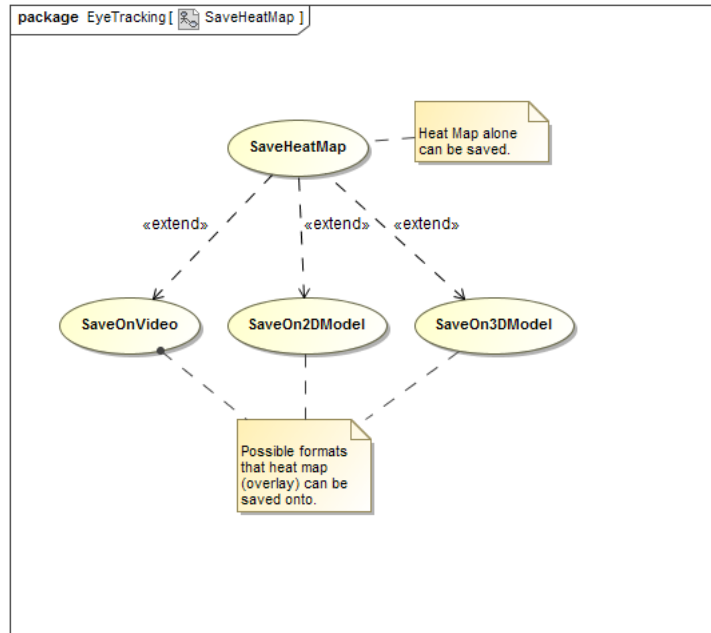 package EyeTracking [ SaveHeatMap ]
SaveHeatMap
Heat Map alone
can be saved.
«extend»
«extend»
«extend»
SaveOnVideo
SaveOn2DModel
SaveOn3DModel
Possible formats
that heat map
(overlay) can be
saved onto.